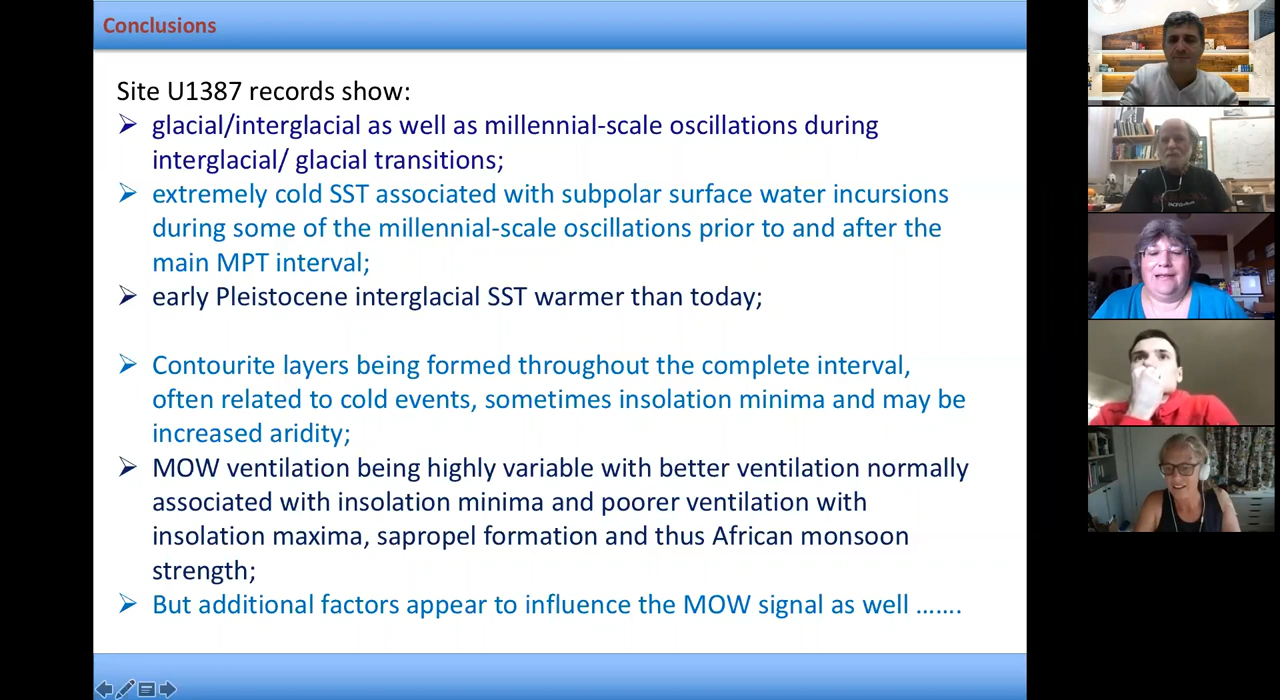 Conclusions
Site U1387 records show:
➢ glacial/interglacial as well as millennial-scale oscillations during
interglacial/ glacial transitions;
➢ extremely cold SST associated with subpolar surface water incursions
during some of the millennial-scale oscillations prior to and after the
main MPT interval;
➢ early Pleistocene interglacial SST warmer than today;
➢ Contourite layers being formed throughout the complete interval,
often related to cold events, sometimes insolation minima and may be
increased aridity;
➢ MOW ventilation being highly variable with better ventilation normally
associated with insolation minima and poorer ventilation with
insolation maxima, sapropel formation and thus African monsoon
strength;
➢ But additional factors appear to influence the MOW signal as well .......